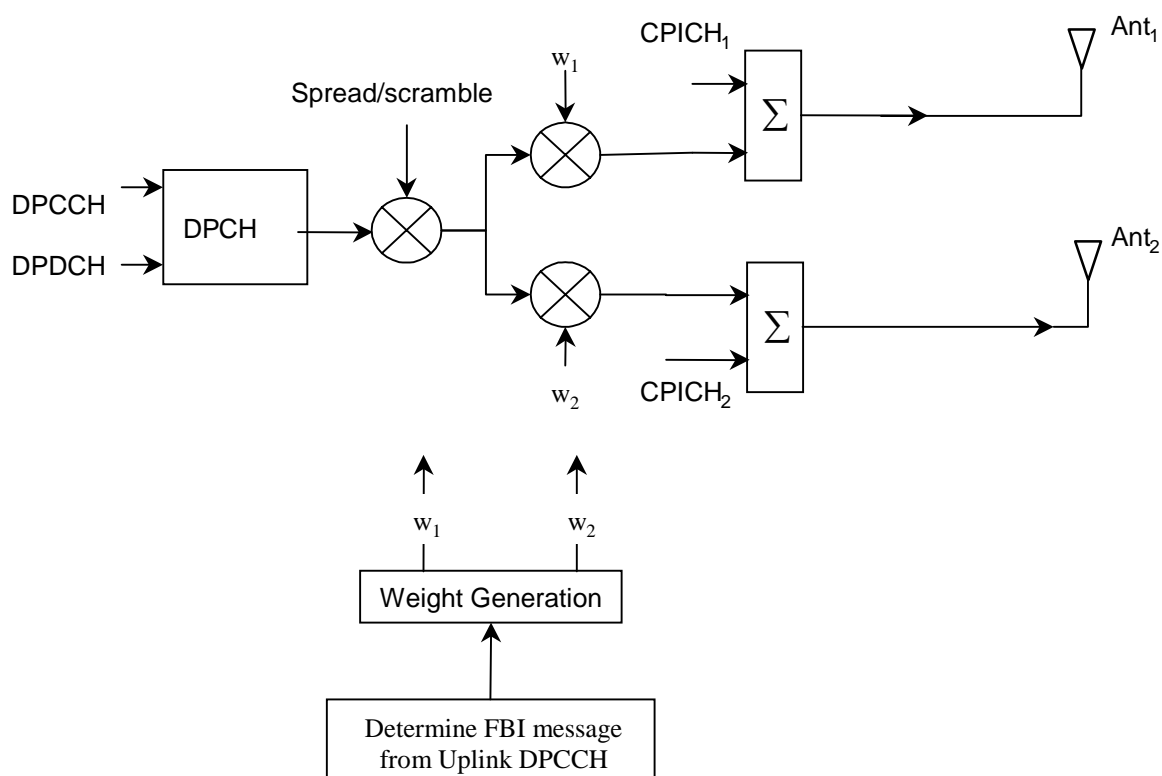 CPICH₁
Ant₁
w₁
Spread/scramble
Σ
DPCCH
DPCH
DPDCH
Ant₂
Σ
w₂
CPICH₂
w₁
w₂
Weight Generation
Determine FBI message
from Uplink DPCCH